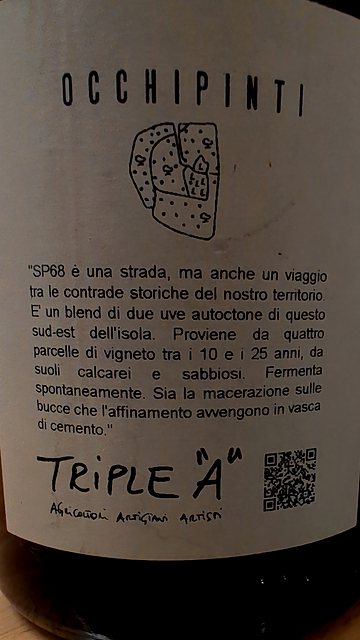 OCCHIPINTI
"SP68 è una strada, ma anche un viaggio
tra le contrade storiche del nostro territorio.
E' un blend di due uve autoctone di questo
sud-est dell'isola. Proviene da quattro
parcelle di vigneto tra i 10 e i 25 anni, da
suoli calcarei e sabbiosi. Fermenta
spontaneamente. Sia la macerazione sulle
bucce che l'affinamento avvengono in vasca
di cemento."
TRiPLE "A"
AGRicoltoRi ARTiGiANi ARTiSTi